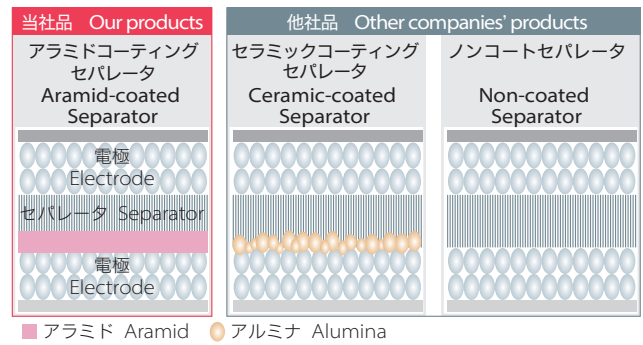 当社品 Our products
他社品 Other companies' products
アラミドコーティング
セパレータ
Aramid-coated
Separator
セラミックコーティング
セパレータ
Ceramic-coated
Separator
ノンコートセパレータ
Non-coated
Separator
電極
Electrode
セパレータ Separator
電極
Electrode
アラミド Aramid
アルミナ Alumina